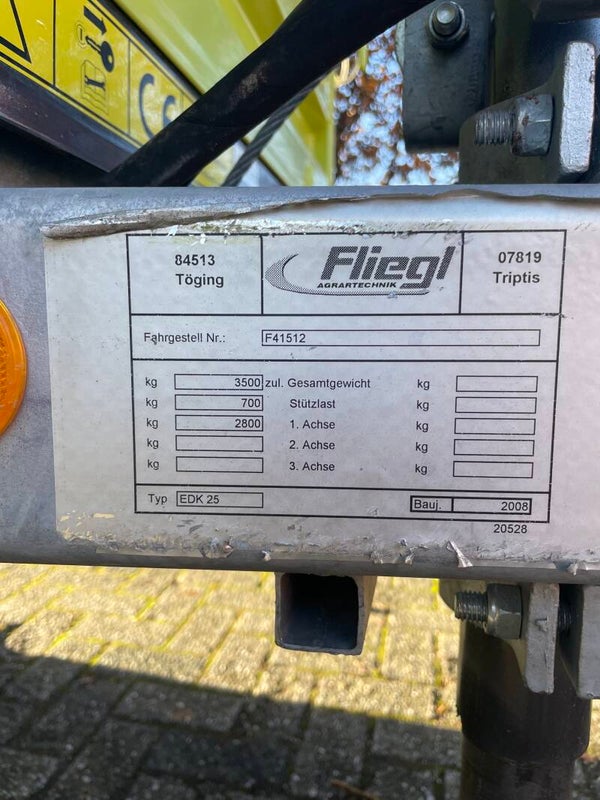 CE
84513
Töging
Fliegl
AGRARTECHNIK
07819
Triptis
Fahrgestell Nr.: F41512
kg 3500 zul. Gesamtgewicht kg
kg 700 Stützlast kg
kg 2800 1. Achse kg
kg 2. Achse kg
kg 3. Achse kg
Typ EDK 25 Bauj. 2008
20528